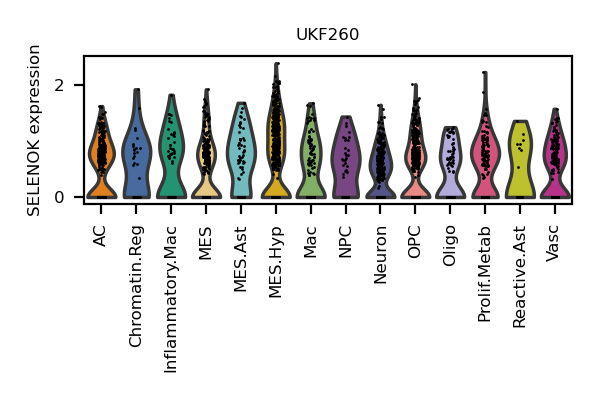 UKF260
SELENOK expression
2
0
AC
Chromatin.Reg
Inflammatory.Mac
MES
MES.Ast
MES.Hyp
Mac
NPC
Neuron
OPC
Oligo
Prolif.Metab
Reactive.Ast
Vasc